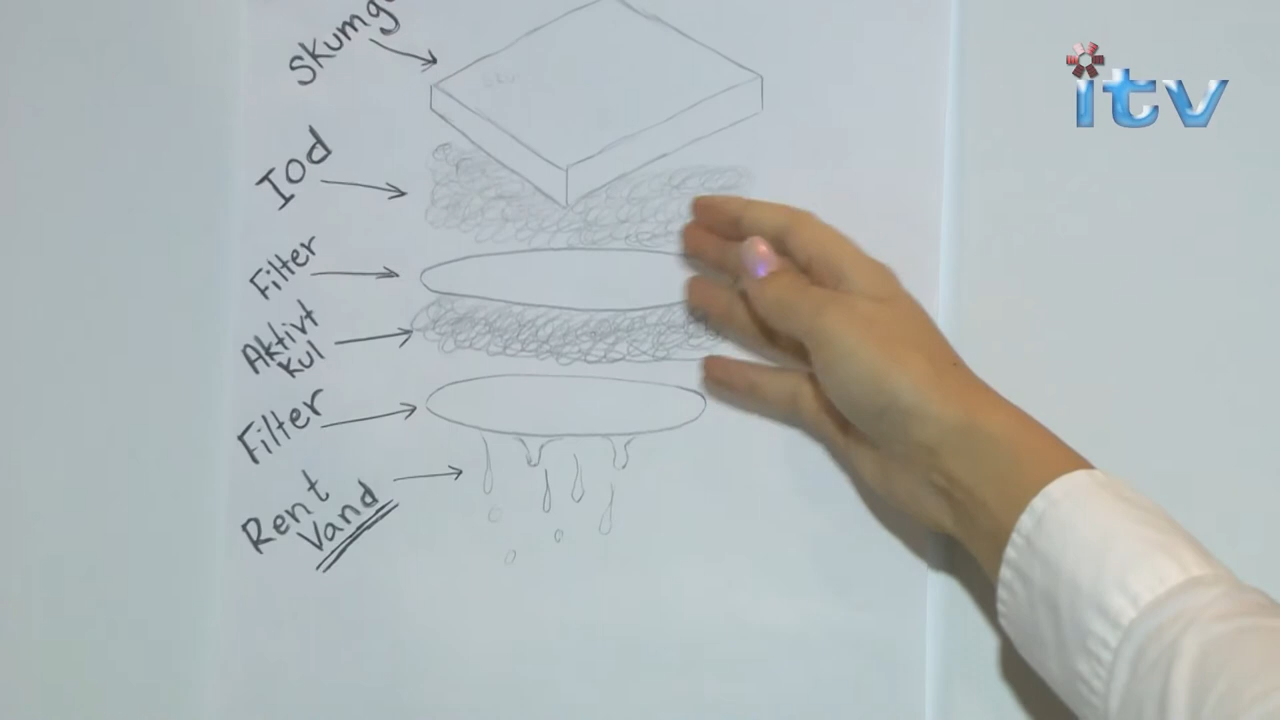 Iod
Filter
Aktivt
kul
Filter
Rent
Vand
itv